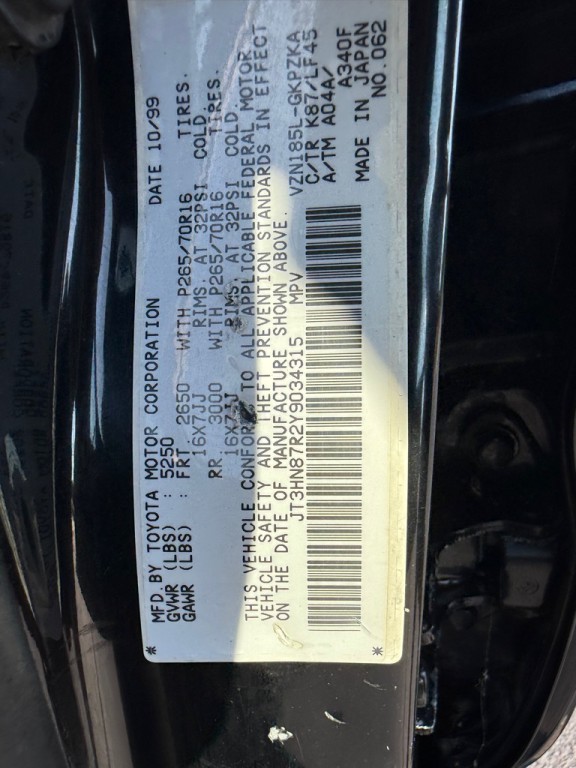 MFD.BY TOYOTA MOTOR CORPORATION DATE 10/99
GVWR (LBS) : 5250
GAWR (LBS) : FRT. 2650 WITH P265/70R16 TIRES.
16X7JJ RIMS. AT 32PSI COLD.
RR. 3000 WITH P265/70R16 TIRES.
16X7JJ RIMS. AT 32PSI COLD.
THIS VEHICLE CONFORMS TO ALL APPLICABLE FEDERAL MOTOR
VEHICLE SAFETY AND THEFT PREVENTION STANDARDS IN EFFECT
ON THE DATE OF MANUFACTURE SHOWN ABOVE.
JT3HN87R2Y9034315 MPV VZN185L-GKPZKA
C/TR K87/LF45
A/TM A04A/
A340F
MADE IN JAPAN
NO.062